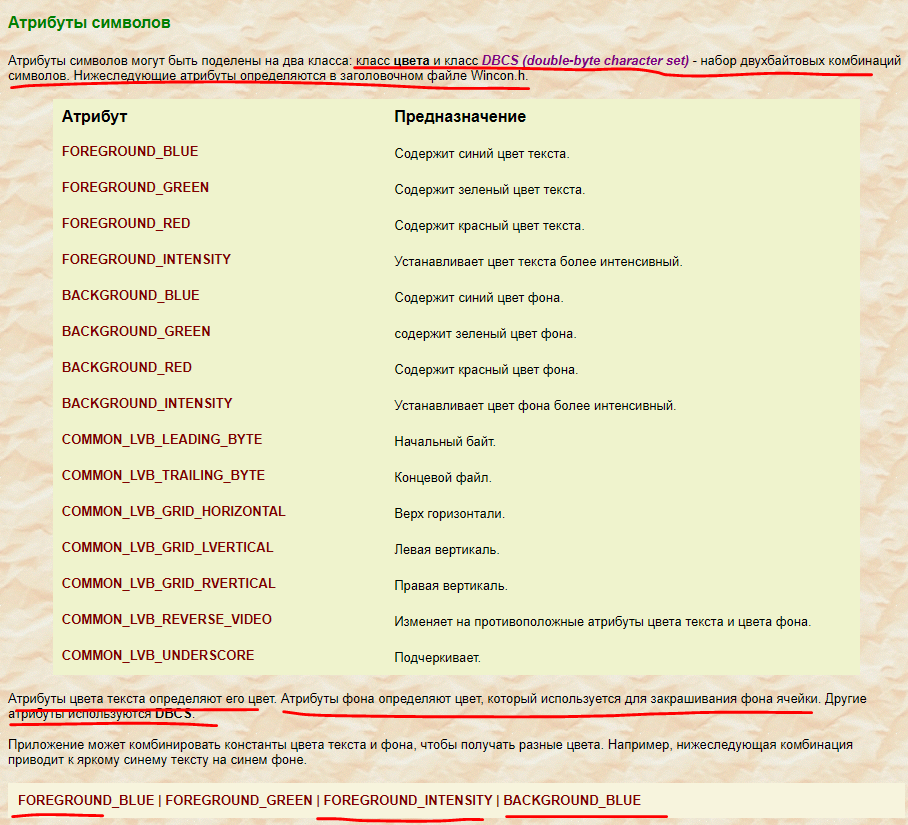 Атрибуты символов
Атрибуты символов могут быть поделены на два класса: класс цвета и класс DBCS (double-byte character set) - набор двухбайтовых комбинаций
символов. Нижеследующие атрибуты определяются в заголовочном файле Wincon.h.
Атрибут Предназначение
FOREGROUND_BLUE Содержит синий цвет текста.
FOREGROUND_GREEN Содержит зеленый цвет текста.
FOREGROUND_RED Содержит красный цвет текста.
FOREGROUND_INTENSITY Устанавливает цвет текста более интенсивный.
BACKGROUND_BLUE Содержит синий цвет фона.
BACKGROUND_GREEN содержит зеленый цвет фона.
BACKGROUND_RED Содержит красный цвет фона.
BACKGROUND_INTENSITY Устанавливает цвет фона более интенсивный.
COMMON_LVB_LEADING_BYTE Начальный байт.
COMMON_LVB_TRAILING_BYTE Концевой файл.
COMMON_LVB_GRID_HORIZONTAL Верх горизонтали.
COMMON_LVB_GRID_LVERTICAL Левая вертикаль.
COMMON_LVB_GRID_RVERTICAL Правая вертикаль.
COMMON_LVB_REVERSE_VIDEO Изменяет на противоположные атрибуты цвета текста и цвета фона.
COMMON_LVB_UNDERSCORE Подчеркивает.
Атрибуты цвета текста определяют его цвет. Атрибуты фона определяют цвет, который используется для закрашивания фона ячейки. Другие
атрибуты используются DBCS.
Приложение может комбинировать константы цвета текста и фона, чтобы получать разные цвета. Например, нижеследующая комбинация
приводит к яркому синему тексту на синем фоне.
FOREGROUND_BLUE | FOREGROUND_GREEN | FOREGROUND_INTENSITY | BACKGROUND_BLUE